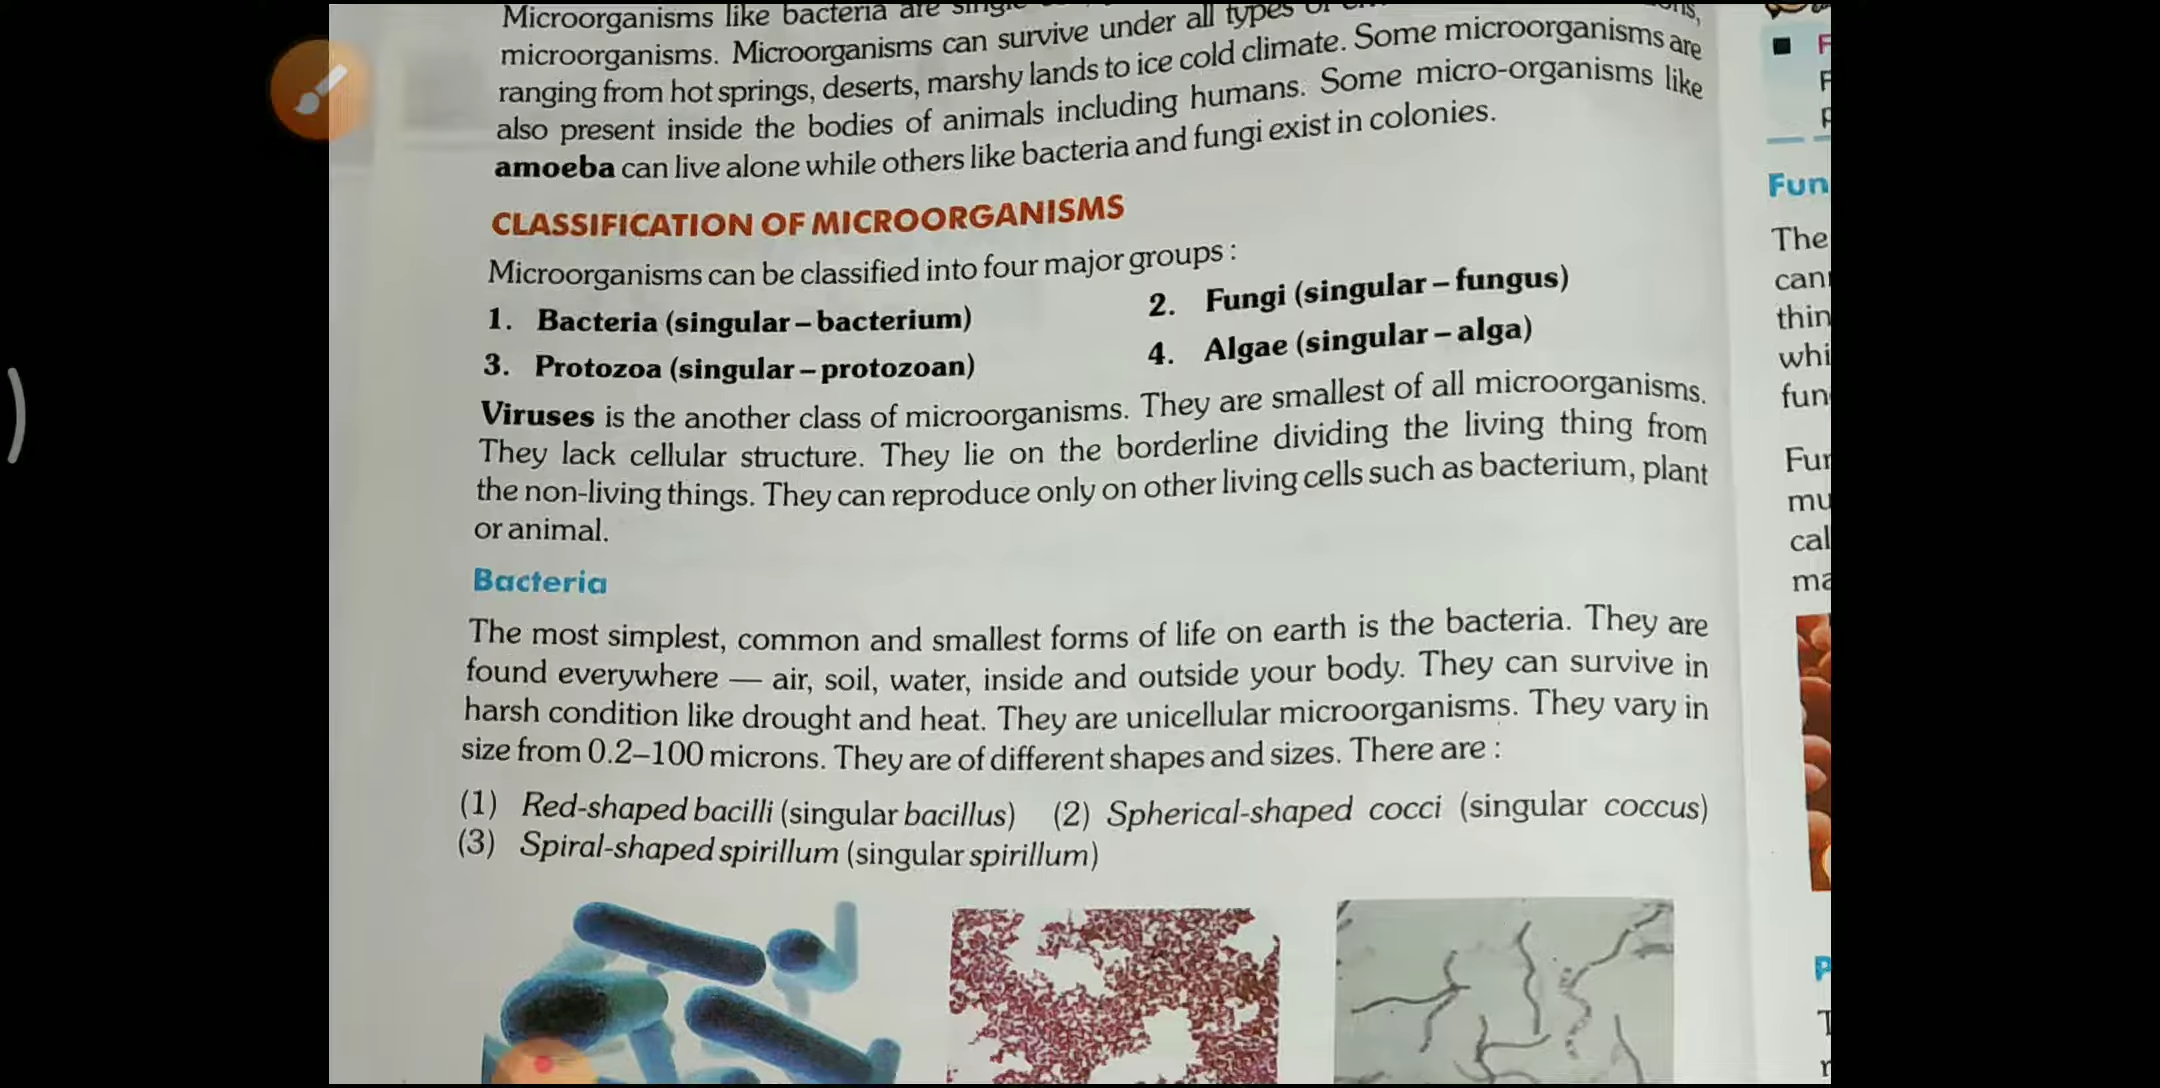 Microorganisms like bacteria are
microorganisms. Microorganisms can survive under all types
ranging from hot springs, deserts, marshy lands to ice cold climate. Some microorganisms are
also present inside the bodies of animals including humans. Some micro-organisms like
amoeba can live alone while others like bacteria and fungi exist in colonies.
CLASSIFICATION OF MICROORGANISMS
Microorganisms can be classified into four major groups :
1. Bacteria (singular – bacterium) 2. Fungi (singular – fungus)
3. Protozoa (singular – protozoan) 4. Algae (singular – alga)
Viruses is the another class of microorganisms. They are smallest of all microorganisms.
They lack cellular structure. They lie on the borderline dividing the living thing from
the non-living things. They can reproduce only on other living cells such as bacterium, plant
or animal.
Bacteria
The most simplest, common and smallest forms of life on earth is the bacteria. They are
found everywhere — air, soil, water, inside and outside your body. They can survive in
harsh condition like drought and heat. They are unicellular microorganisms. They vary in
size from 0.2–100 microns. They are of different shapes and sizes. There are :
(1) Red-shaped bacilli (singular bacillus) (2) Spherical-shaped cocci (singular coccus)
(3) Spiral-shaped spirillum (singular spirillum)
Fun
The
can
thin
whi
fun
Fur
mu
cal
ma